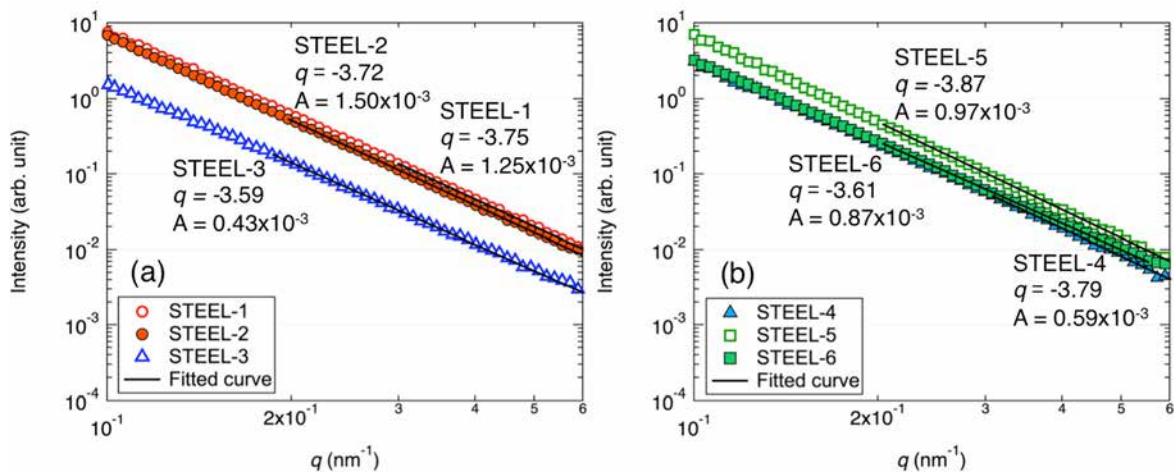 10^1
10^0
10^-1
10^-2
10^-3
10^-4
Intensity (arb. unit)
STEEL-2
q = -3.72
A = 1.50x10^-3
STEEL-1
q = -3.75
A = 1.25x10^-3
STEEL-3
q = -3.59
A = 0.43x10^-3
(a)
STEEL-1
STEEL-2
STEEL-3
Fitted curve
10^-1
2x10^-1
3
4
5
6
q (nm^-1)
10^1
10^0
10^-1
10^-2
10^-3
10^-4
Intensity (arb. unit)
STEEL-5
q = -3.87
A = 0.97x10^-3
STEEL-6
q = -3.61
A = 0.87x10^-3
STEEL-4
q = -3.79
A = 0.59x10^-3
(b)
STEEL-4
STEEL-5
STEEL-6
Fitted curve
10^-1
2x10^-1
3
4
5
6
q (nm^-1)